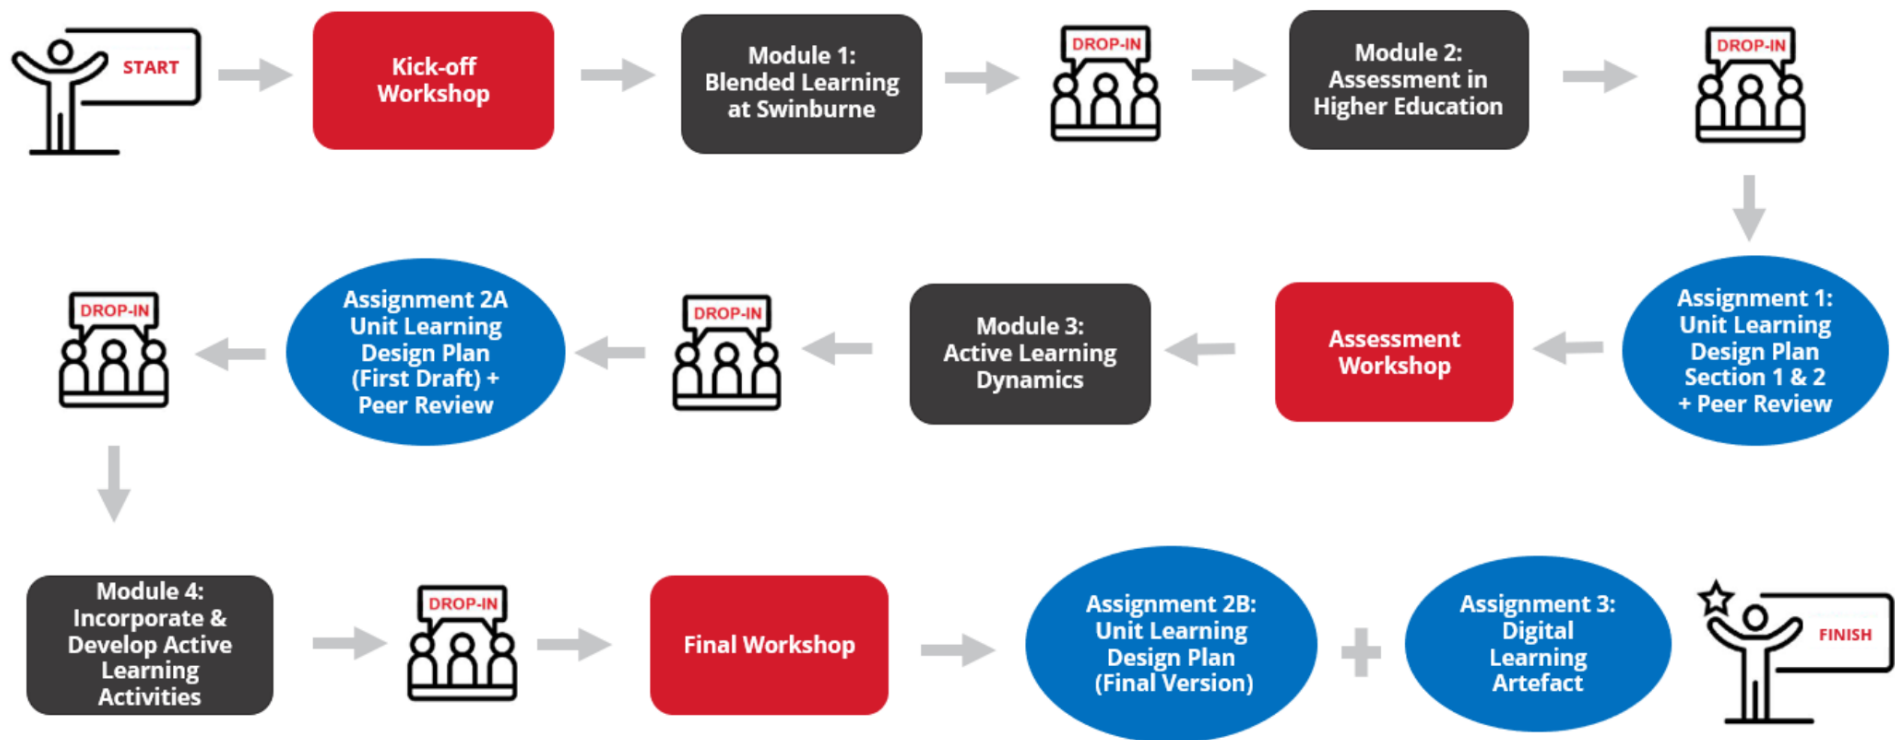 START
Kick-off
Workshop
Module 1:
Blended Learning
at Swinburne
DROP-IN
Module 2:
Assessment in
Higher Education
DROP-IN
Assignment 1:
Unit Learning
Design Plan
Section 1 & 2
+ Peer Review
Assessment
Workshop
Module 3:
Active Learning
Dynamics
DROP-IN
Assignment 2A
Unit Learning
Design Plan
(First Draft) +
Peer Review
DROP-IN
Module 4:
Incorporate &
Develop Active
Learning
Activities
DROP-IN
Final Workshop
Assignment 2B:
Unit Learning
Design Plan
(Final Version)
Assignment 3:
Digital
Learning
Artefact
FINISH